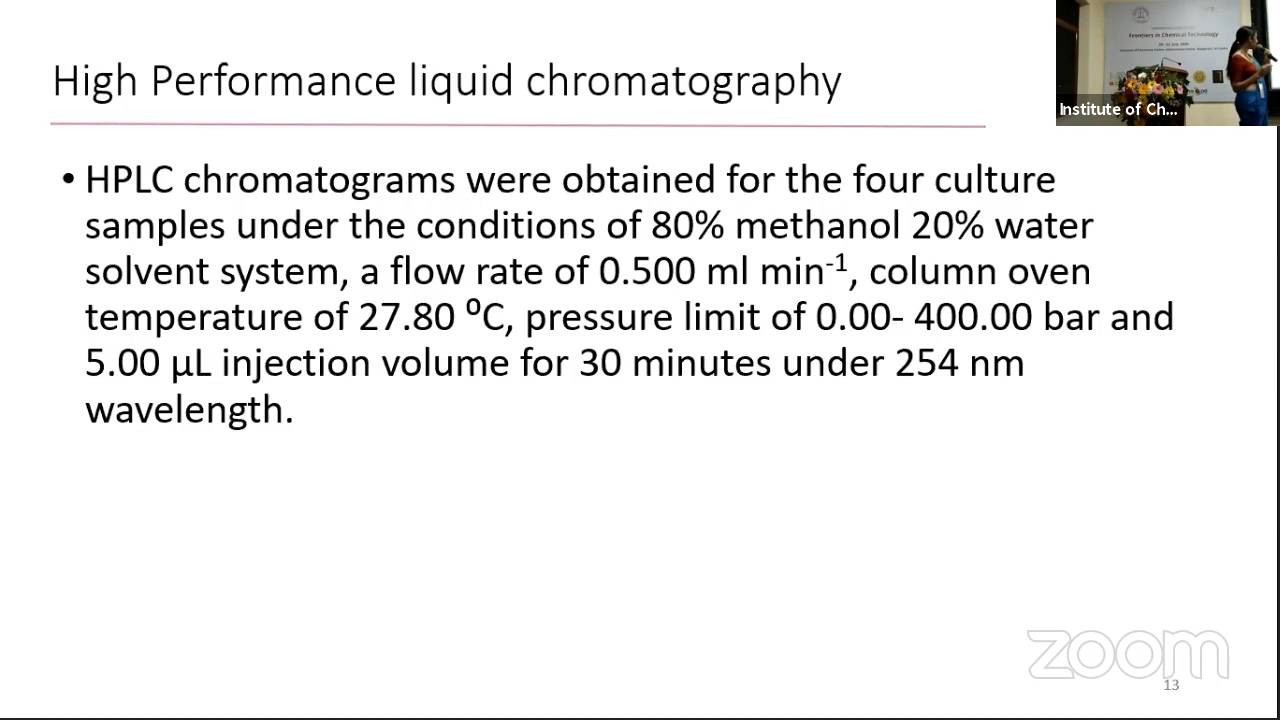 High Performance liquid chromatography
Frontiers in Chemical Technology
Institute of Ch...
• HPLC chromatograms were obtained for the four culture
samples under the conditions of 80% methanol 20% water
solvent system, a flow rate of 0.500 ml min⁻¹, column oven
temperature of 27.80 ⁰C, pressure limit of 0.00- 400.00 bar and
5.00 µL injection volume for 30 minutes under 254 nm
wavelength.
zoom
13